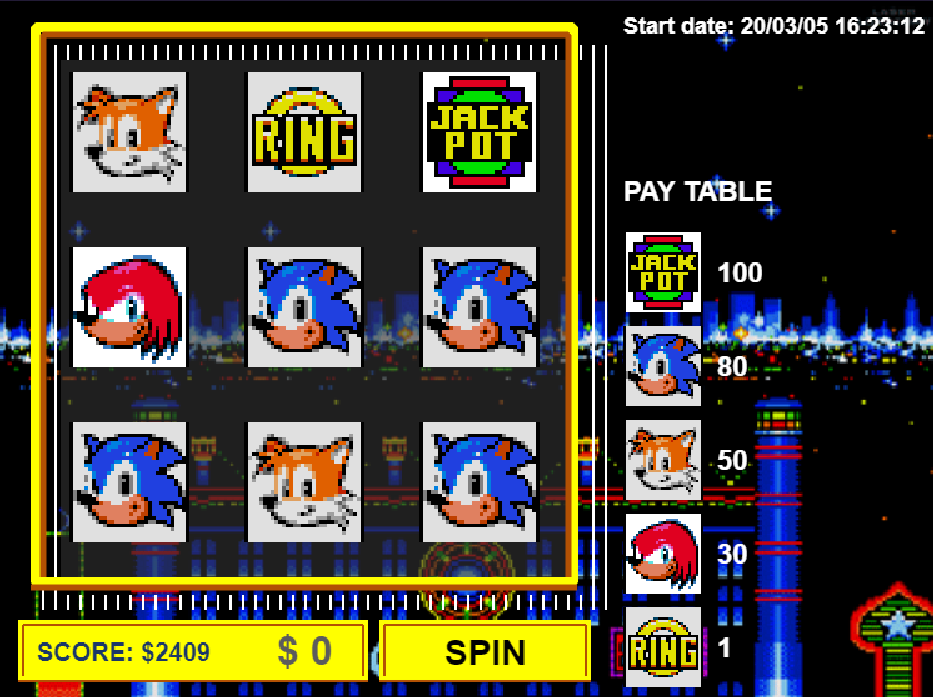 Start date: 20/03/05 16:23:12
RING
JACK
POT
PAY TABLE
JACK
POT
100
80
50
30
RING
1
SCORE: $2409
$ 0
SPIN